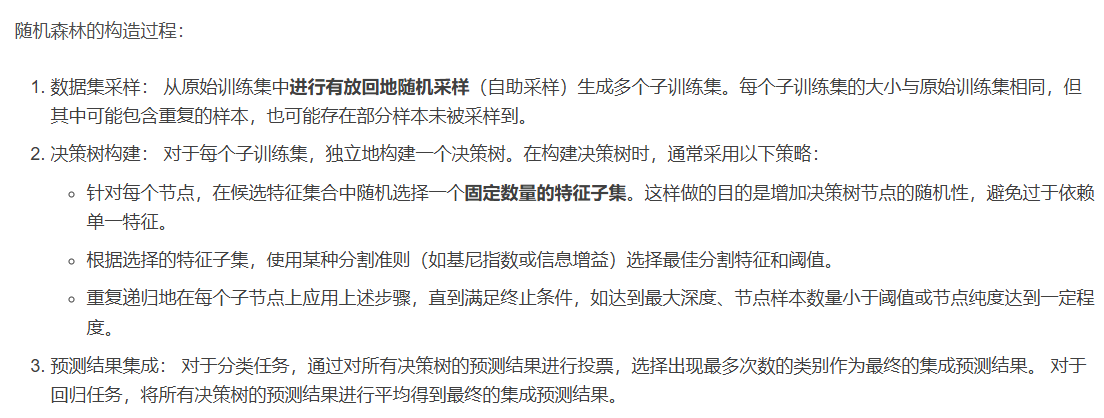 随机森林的构造过程：
1. 数据集采样： 从原始训练集中进行有放回地随机采样（自助采样）生成多个子训练集。每个子训练集的大小与原始训练集相同，但
其中可能包含重复的样本，也可能存在部分样本未被采样到。
2. 决策树构建： 对于每个子训练集，独立地构建一个决策树。在构建决策树时，通常采用以下策略：
◦ 针对每个节点，在候选特征集合中随机选择一个固定数量的特征子集。这样做的目的是增加决策树节点的随机性，避免过于依赖
单一特征。
◦ 根据选择的特征子集，使用某种分割准则（如基尼指数或信息增益）选择最佳分割特征和阈值。
◦ 重复递归地在每个子节点上应用上述步骤，直到满足终止条件，如达到最大深度、节点样本数量小于阈值或节点纯度达到一定程
度。
3. 预测结果集成： 对于分类任务，通过对所有决策树的预测结果进行投票，选择出现最多次数的类别作为最终的集成预测结果。 对于
回归任务，将所有决策树的预测结果进行平均得到最终的集成预测结果。